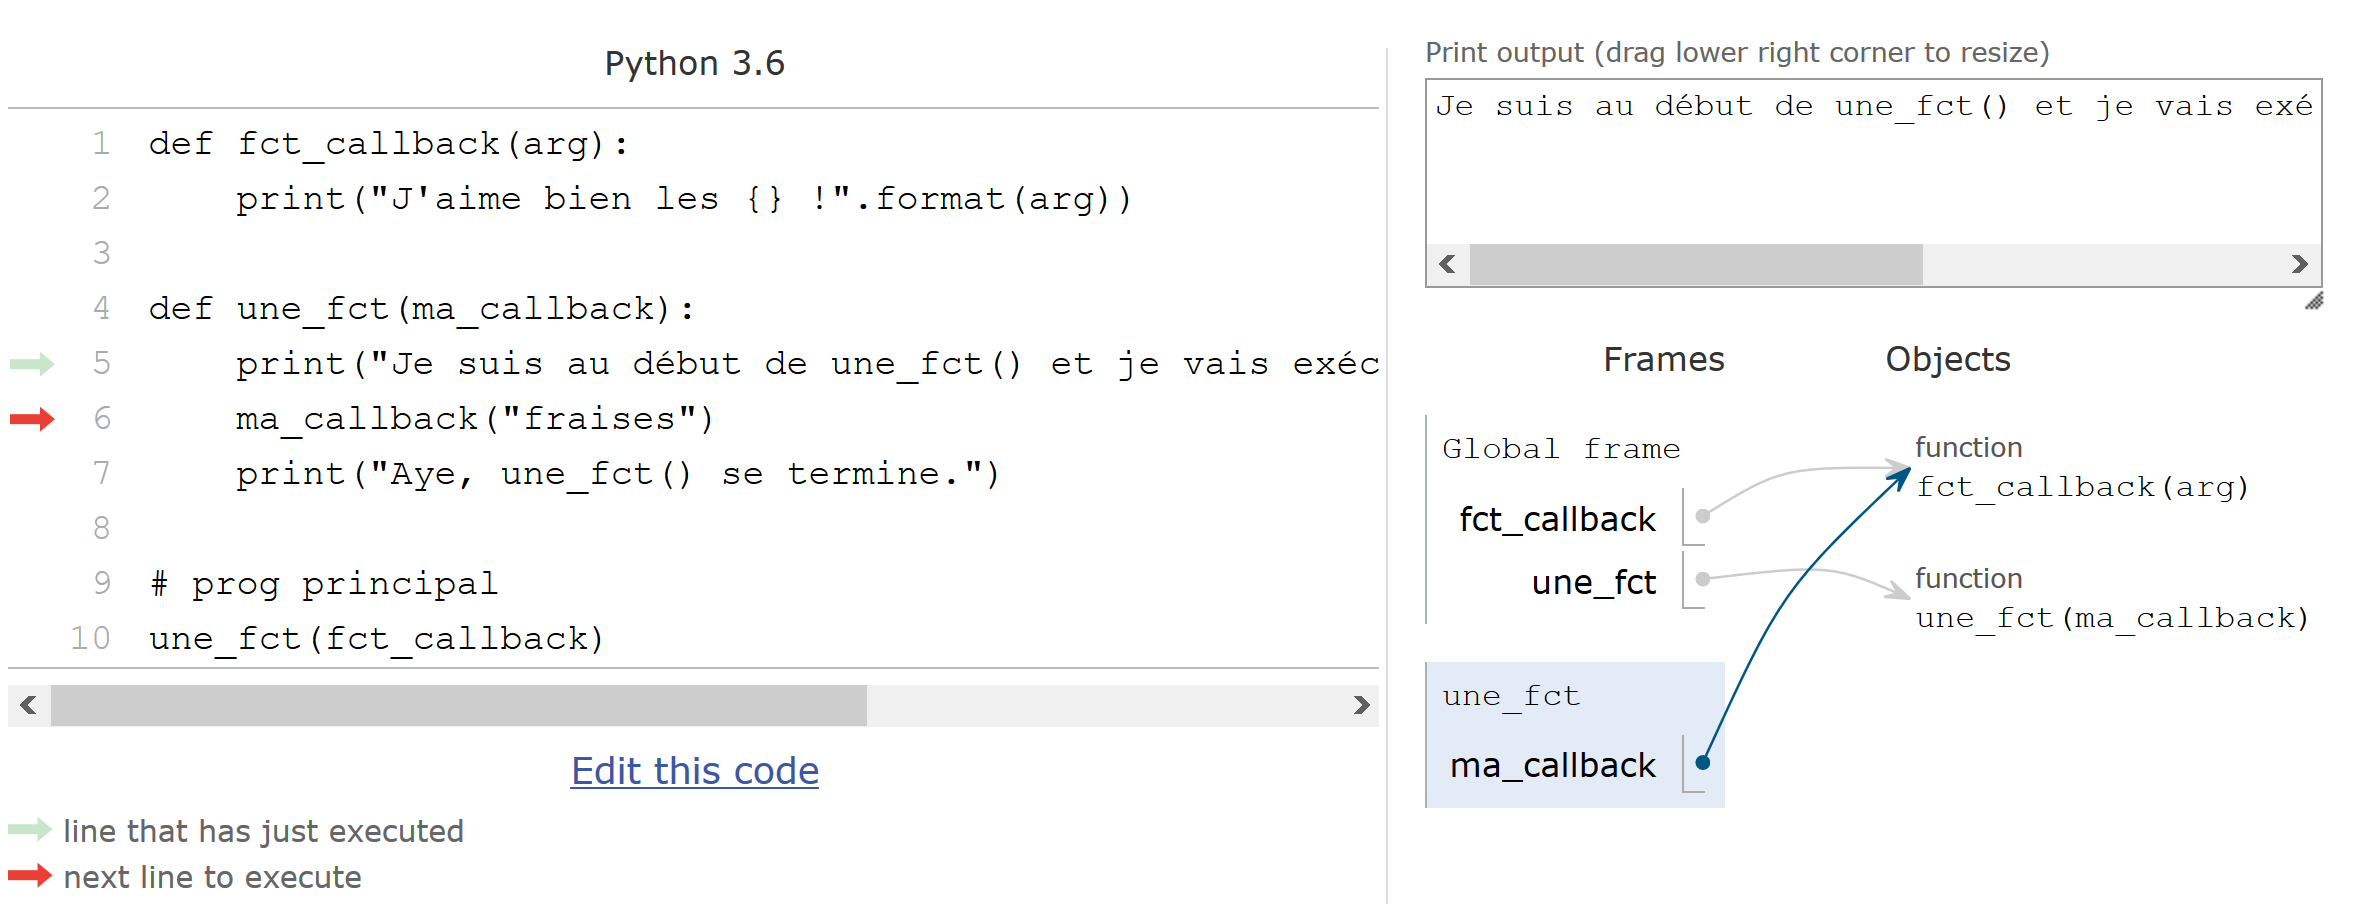 Python 3.6
1 def fct_callback(arg):
2     print("J'aime bien les {} !".format(arg))
3
4 def une_fct(ma_callback):
5     print("Je suis au début de une_fct() et je vais exéc
6     ma_callback("fraises")
7     print("Aye, une_fct() se termine.")
8
9 # prog principal
10 une_fct(fct_callback)
Edit this code
line that has just executed
next line to execute
Print output (drag lower right corner to resize)
Je suis au début de une_fct() et je vais exé
Frames Objects
Global frame
fct_callback
une_fct
function
fct_callback(arg)
function
une_fct(ma_callback)
une_fct
ma_callback